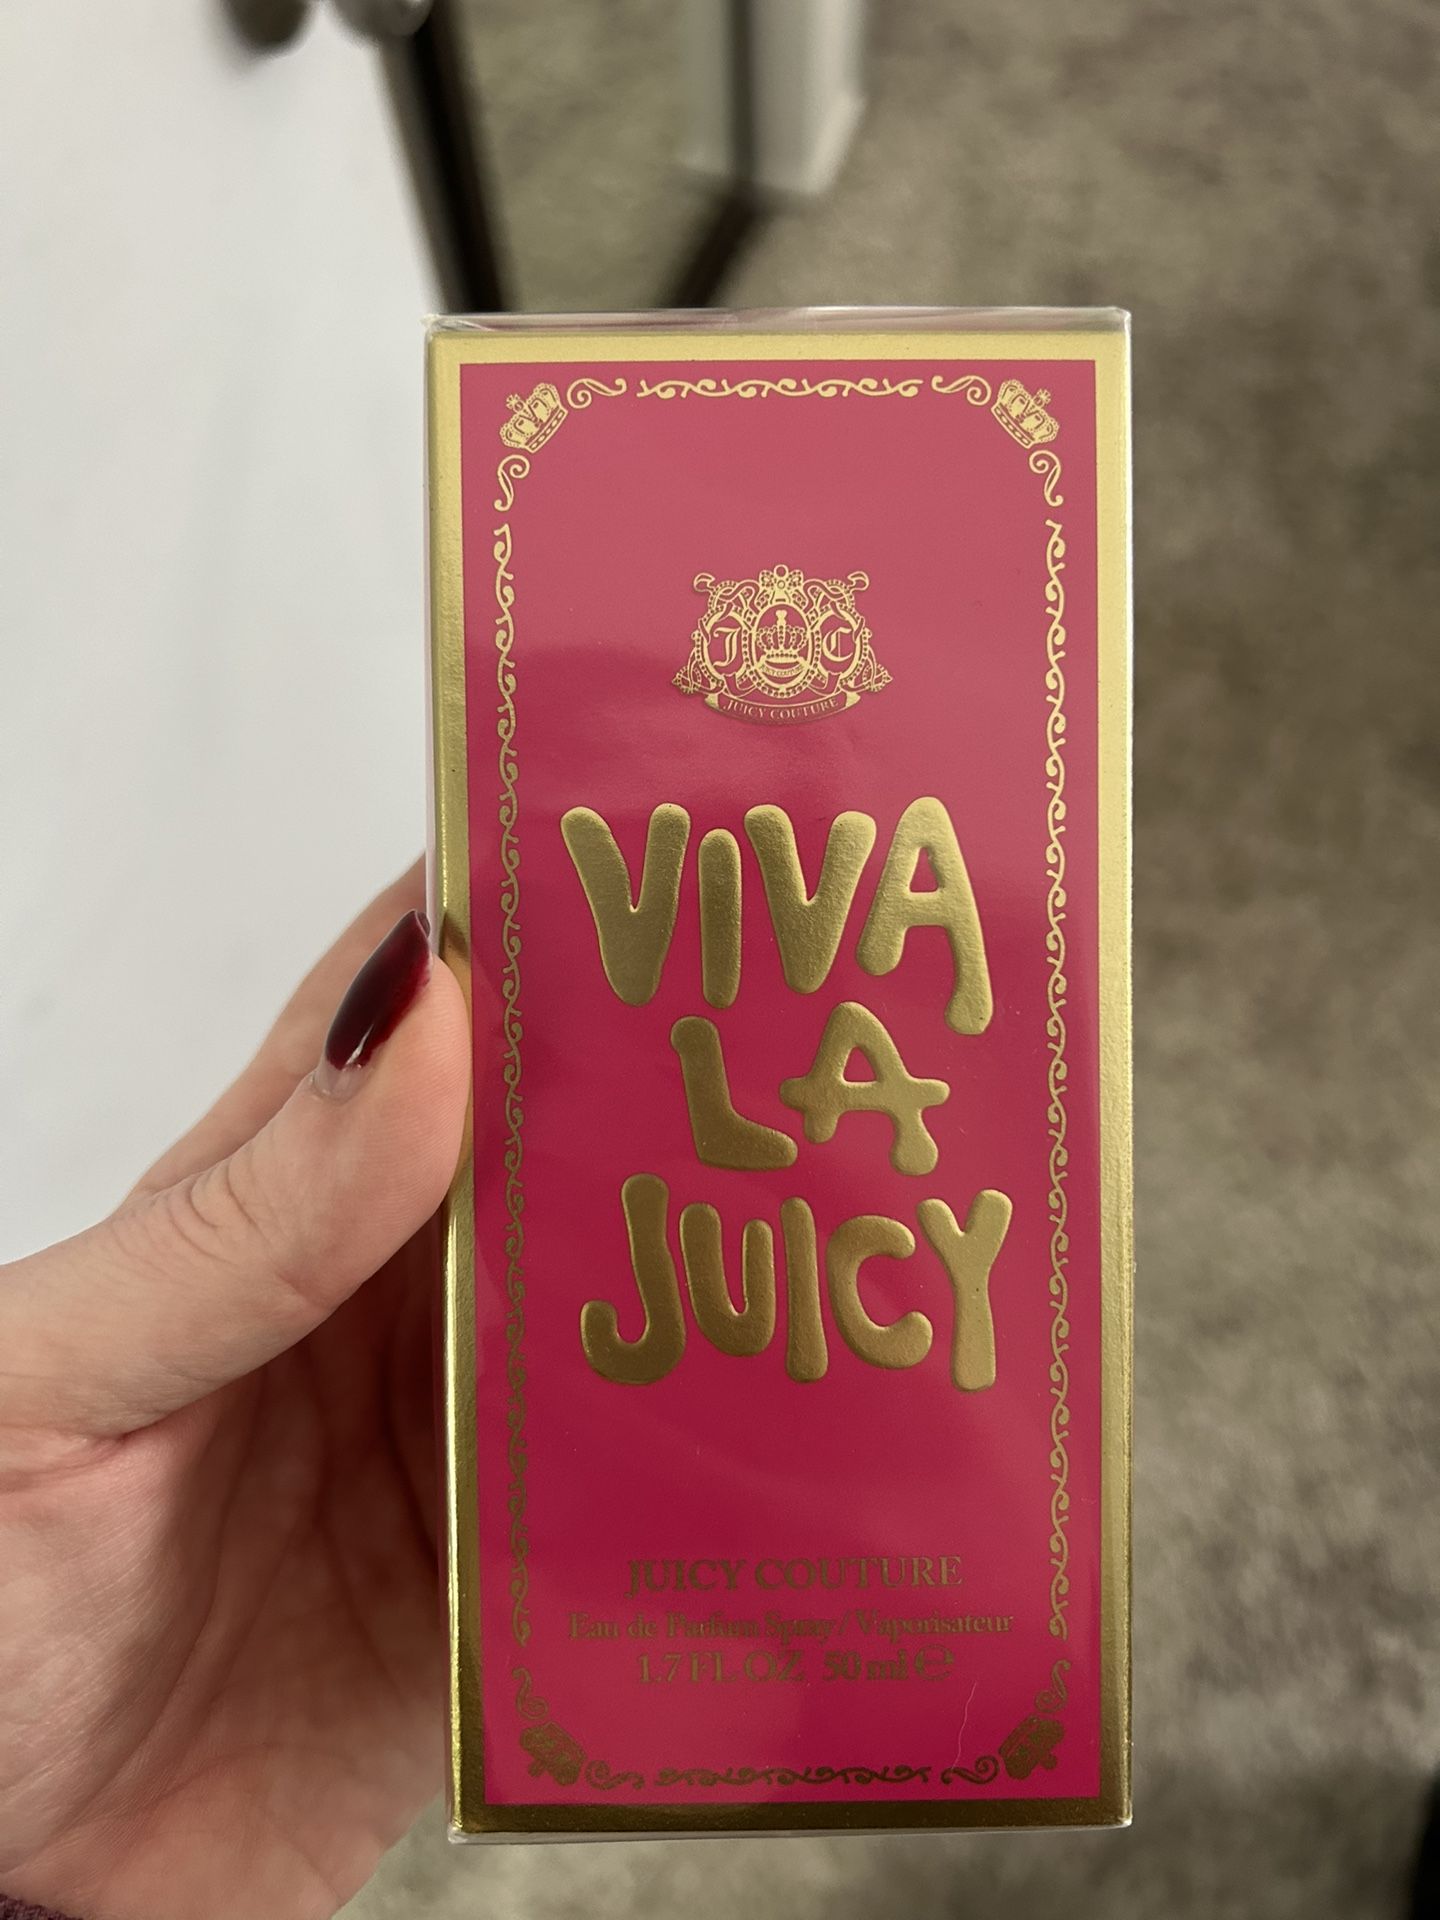 J C
JUICY COUTURE
VIVA
LA
JUICY
JUICY COUTURE
Eau de Parfum Spray / Vaporisateur
1.7 FL OZ 50 ml ℮